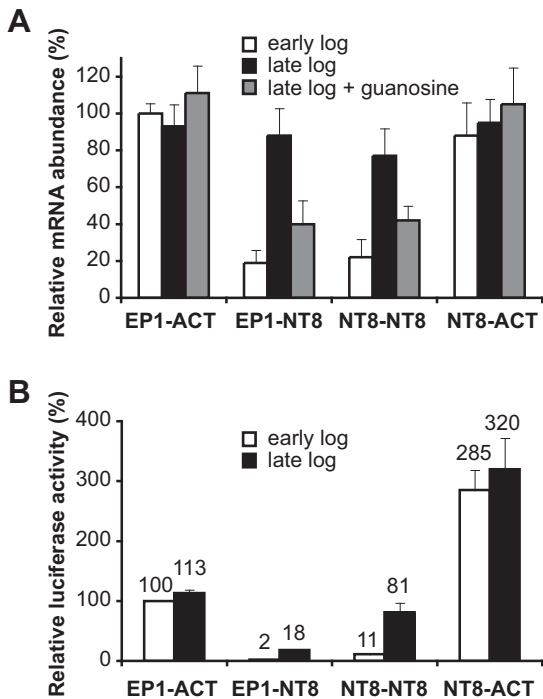 A
Relative mRNA abundance (%)
early log
late log
late log + guanosine
120
100
80
60
40
20
0
EP1-ACT EP1-NT8 NT8-NT8 NT8-ACT
B
Relative luciferase activity (%)
early log
late log
400
300
200
100
0
100 113 2 18 11 81 285 320
EP1-ACT EP1-NT8 NT8-NT8 NT8-ACT